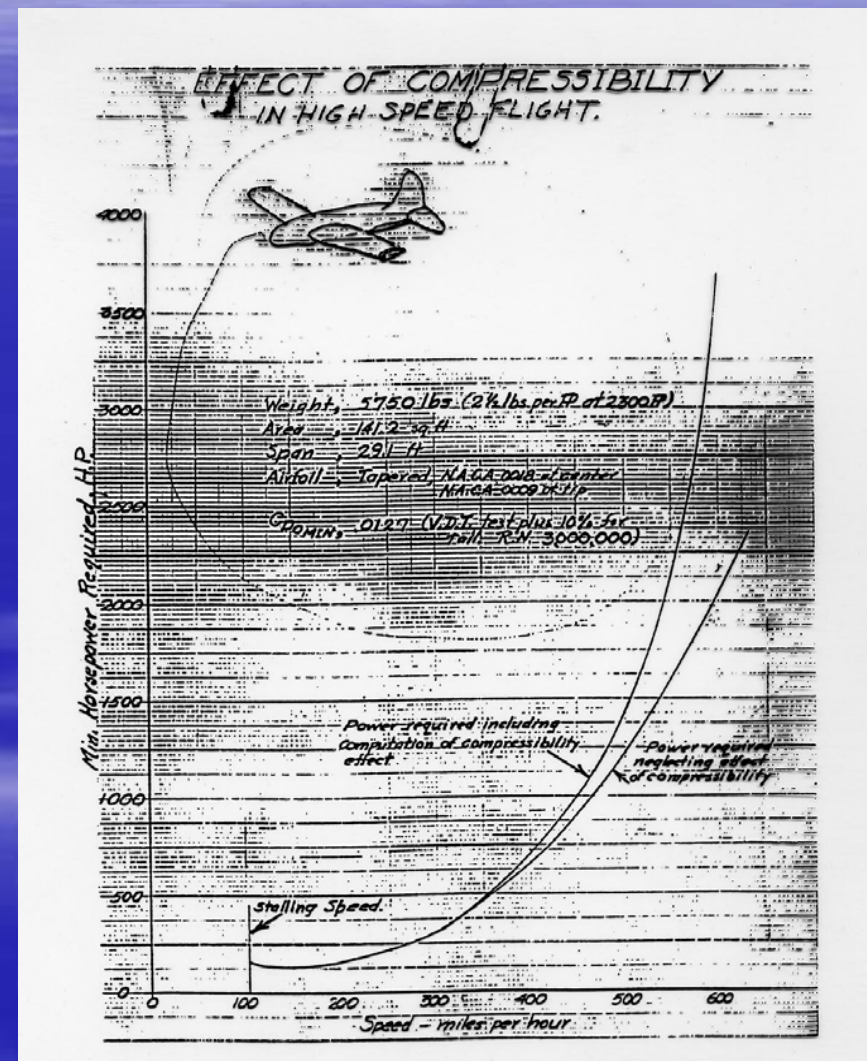 EFFECT OF COMPRESSIBILITY
IN HIGH SPEED FLIGHT.
4000
3500
3000
2500
2000
1500
1000
500
0
Min. Horsepower Required, H.P.
Weight, 5750 lbs (2½ lbs per HP at 2300 HP)
Area, 141.2 sq ft
Span, 29.1 ft
Airfoil, Tapered, N.A.C.A-0018 at center
N.A.C.A-0009 at tip
CDOMIN, .0127 (V.D.T. test plus 10% for
tail. R.N. 3,000,000)
Power required including
computation of compressibility
effect
Power required
neglecting effect
of compressibility
Stalling Speed.
0 100 200 300 400 500 600
Speed - miles per hour